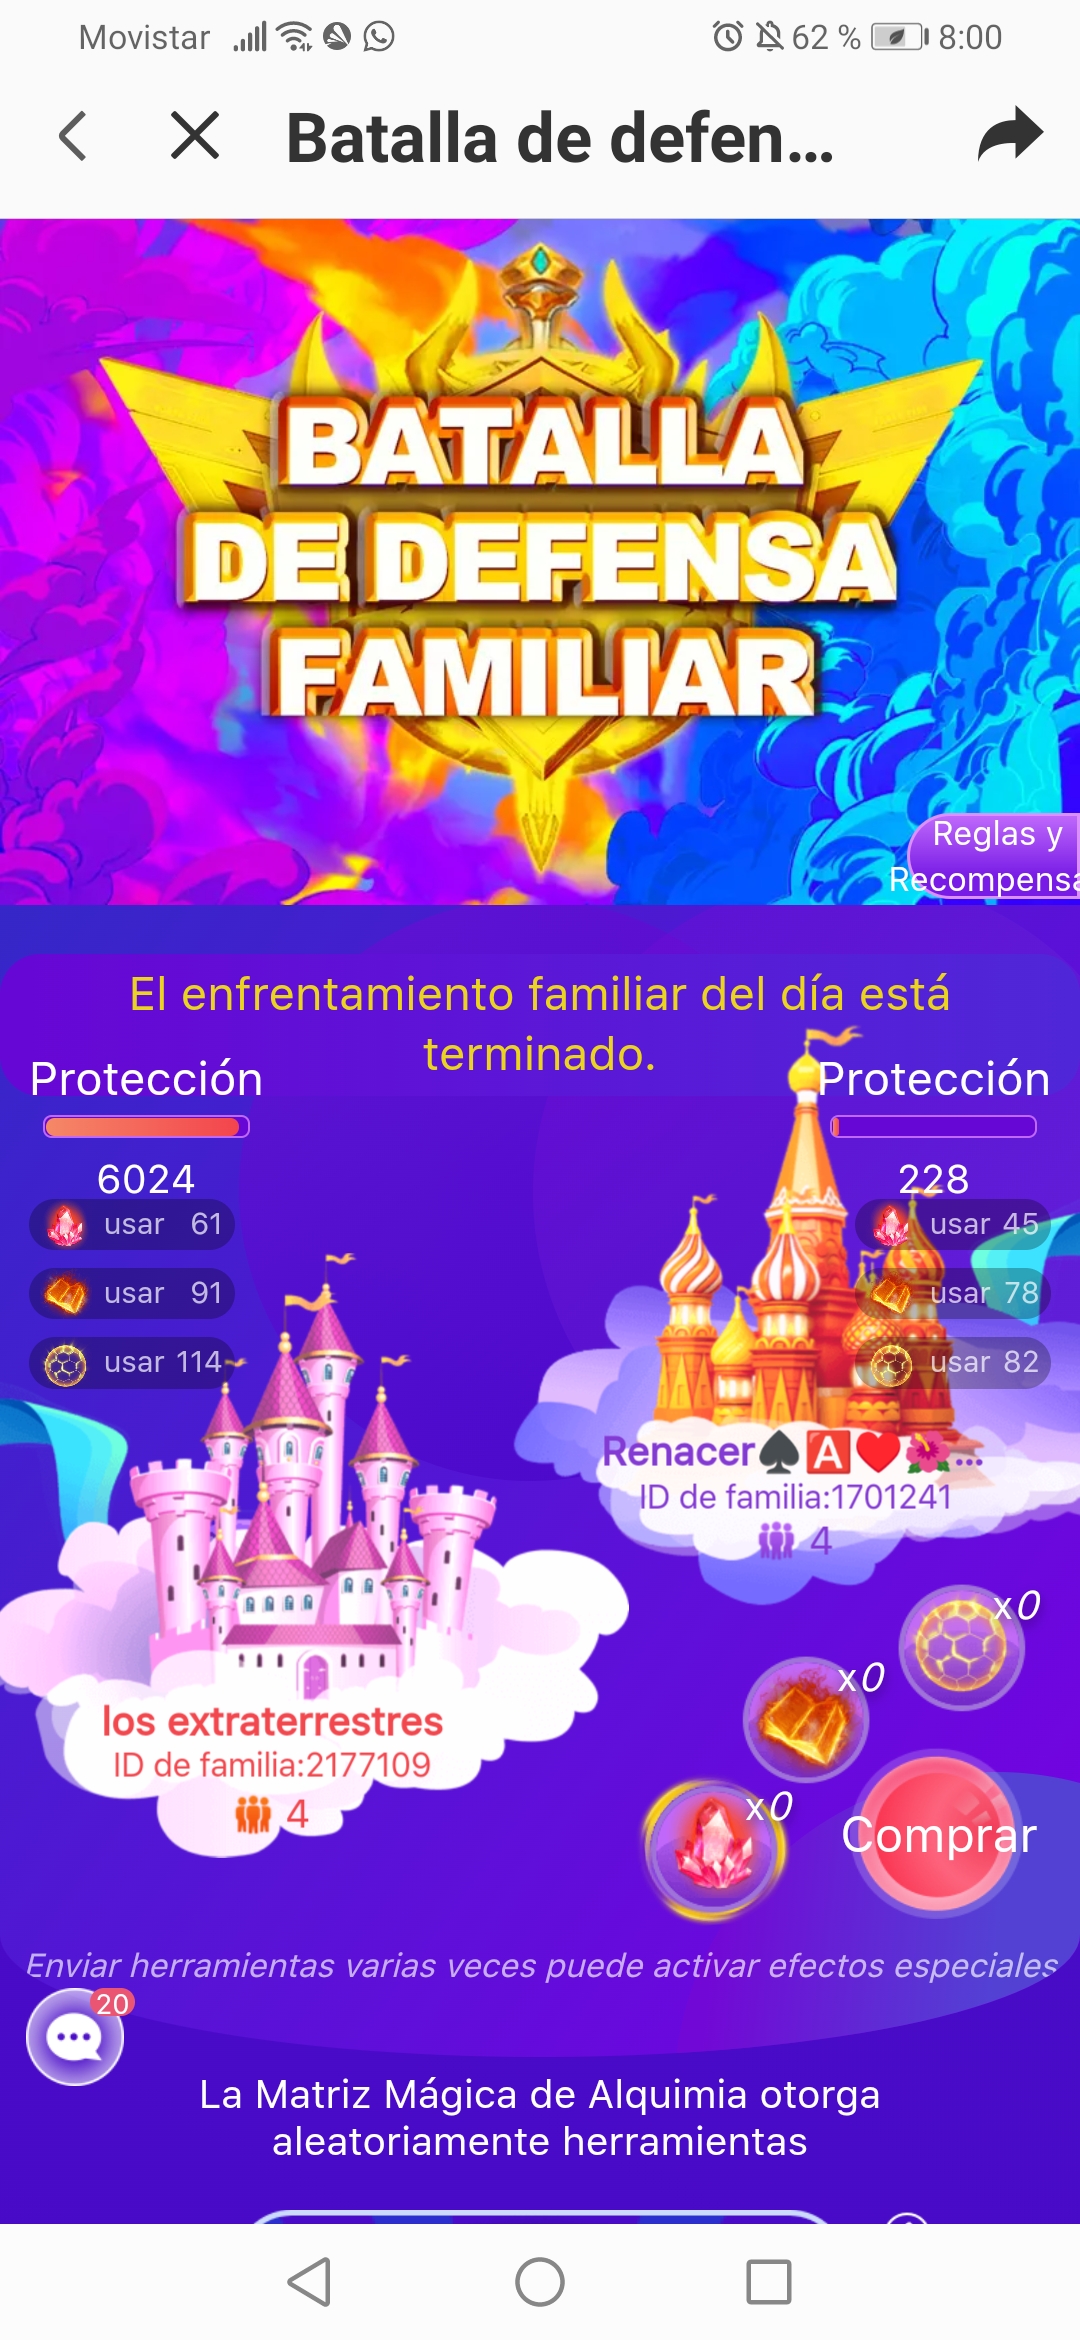 Movistar
62 %
8:00
Batalla de defen...
BATALLA
DE DEFENSA
FAMILIAR
Reglas y
Recompensa
El enfrentamiento familiar del día está
terminado.
Protección
6024
usar 61
usar 91
usar 114
Protección
228
usar 45
usar 78
usar 82
Renacer♠️🅰️❤️🌺...
ID de familia:1701241
4
los extraterrestres
ID de familia:2177109
4
x0
x0
x0
Comprar
Enviar herramientas varias veces puede activar efectos especiales
20
La Matriz Mágica de Alquimia otorga
aleatoriamente herramientas